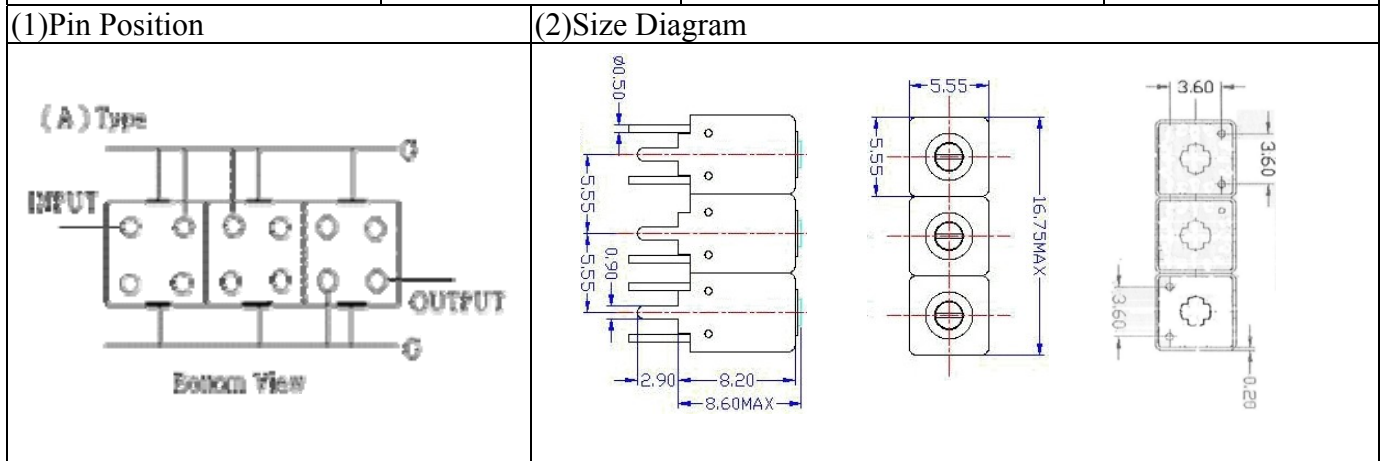 (1)Pin Position
(2)Size Diagram
(A)Type
G
INPUT
OUTPUT
G
Bottom View
Ø0.50
5.55
5.55
0.90
2.90
8.20
8.60MAX
5.55
5.55
16.75MAX
3.60
3.60
3.60
0.20